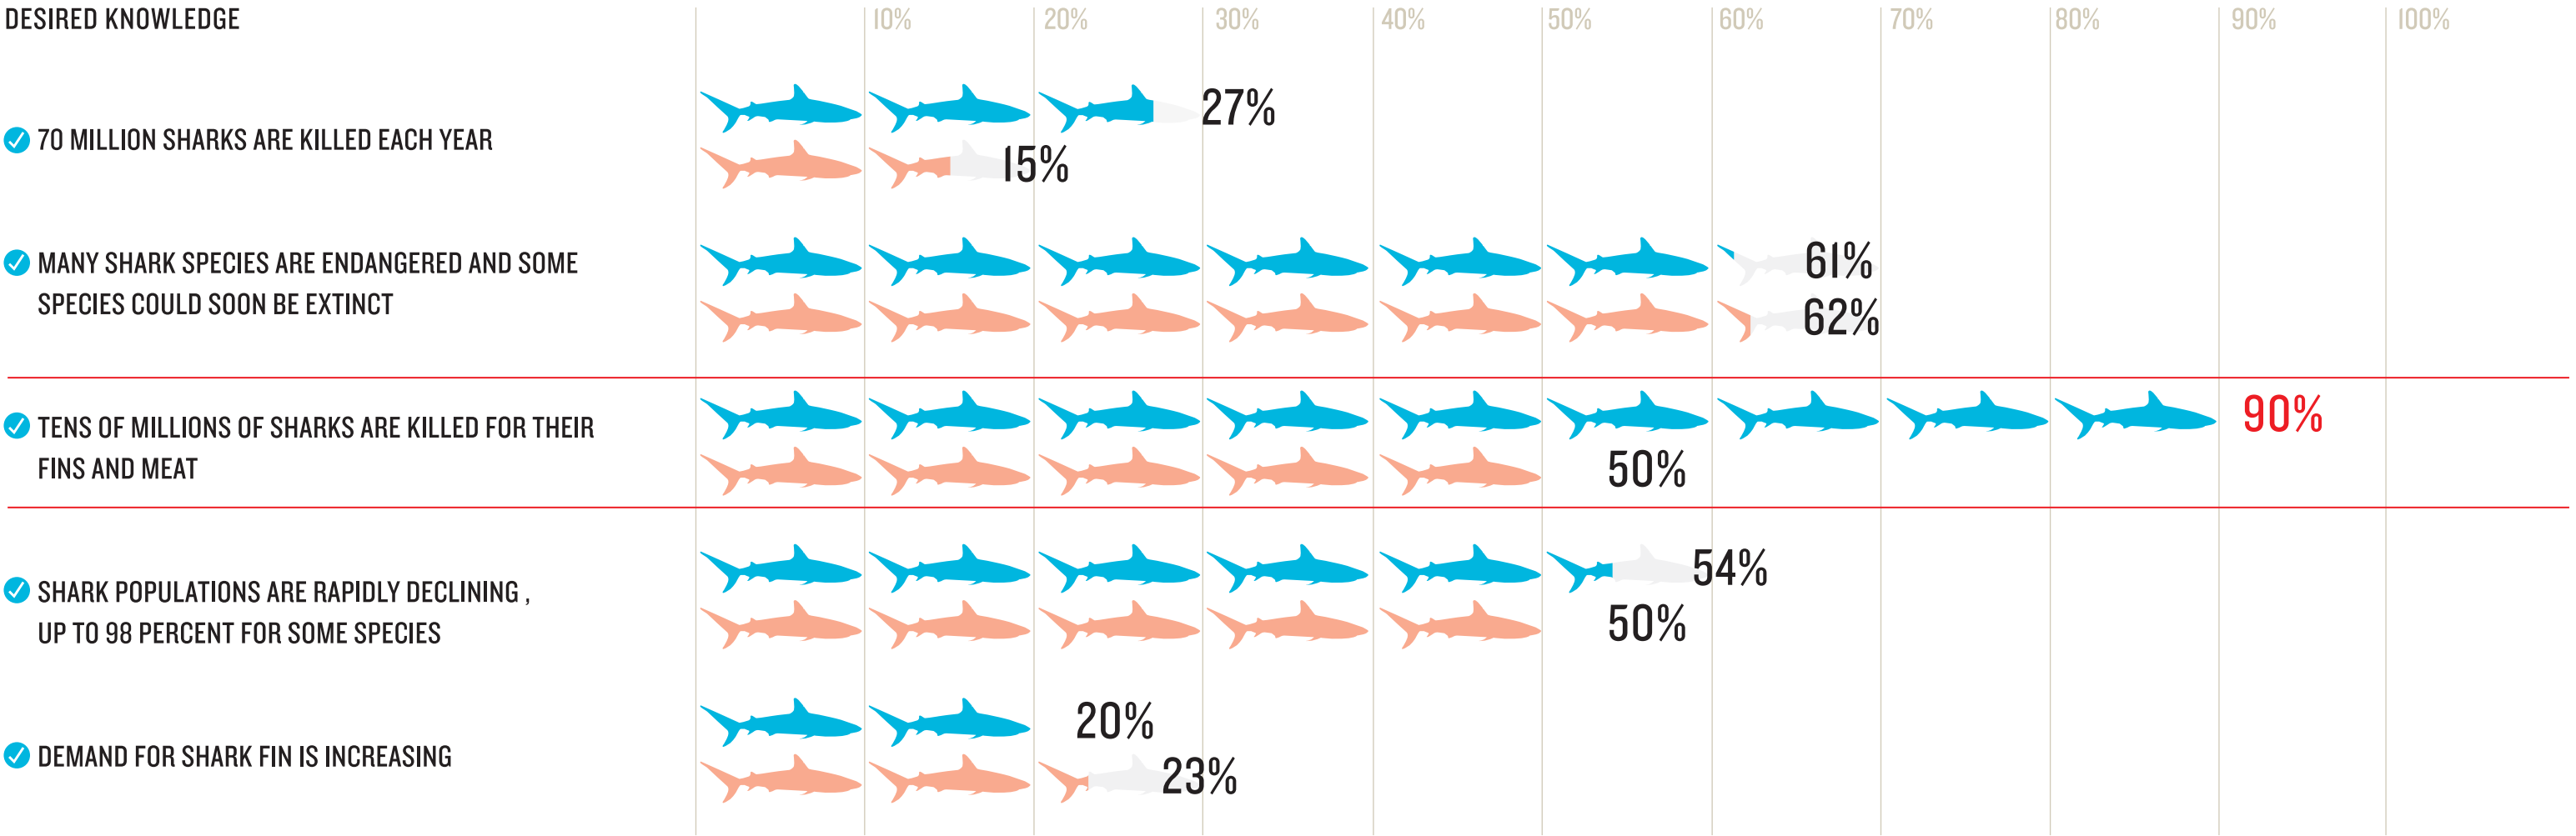 DESIRED KNOWLEDGE 10% 20% 30% 40% 50% 60% 70% 80% 90% 100%
70 MILLION SHARKS ARE KILLED EACH YEAR
27%
15%
MANY SHARK SPECIES ARE ENDANGERED AND SOME
SPECIES COULD SOON BE EXTINCT
61%
62%
TENS OF MILLIONS OF SHARKS ARE KILLED FOR THEIR
FINS AND MEAT
90%
50%
SHARK POPULATIONS ARE RAPIDLY DECLINING ,
UP TO 98 PERCENT FOR SOME SPECIES
54%
50%
DEMAND FOR SHARK FIN IS INCREASING
20%
23%